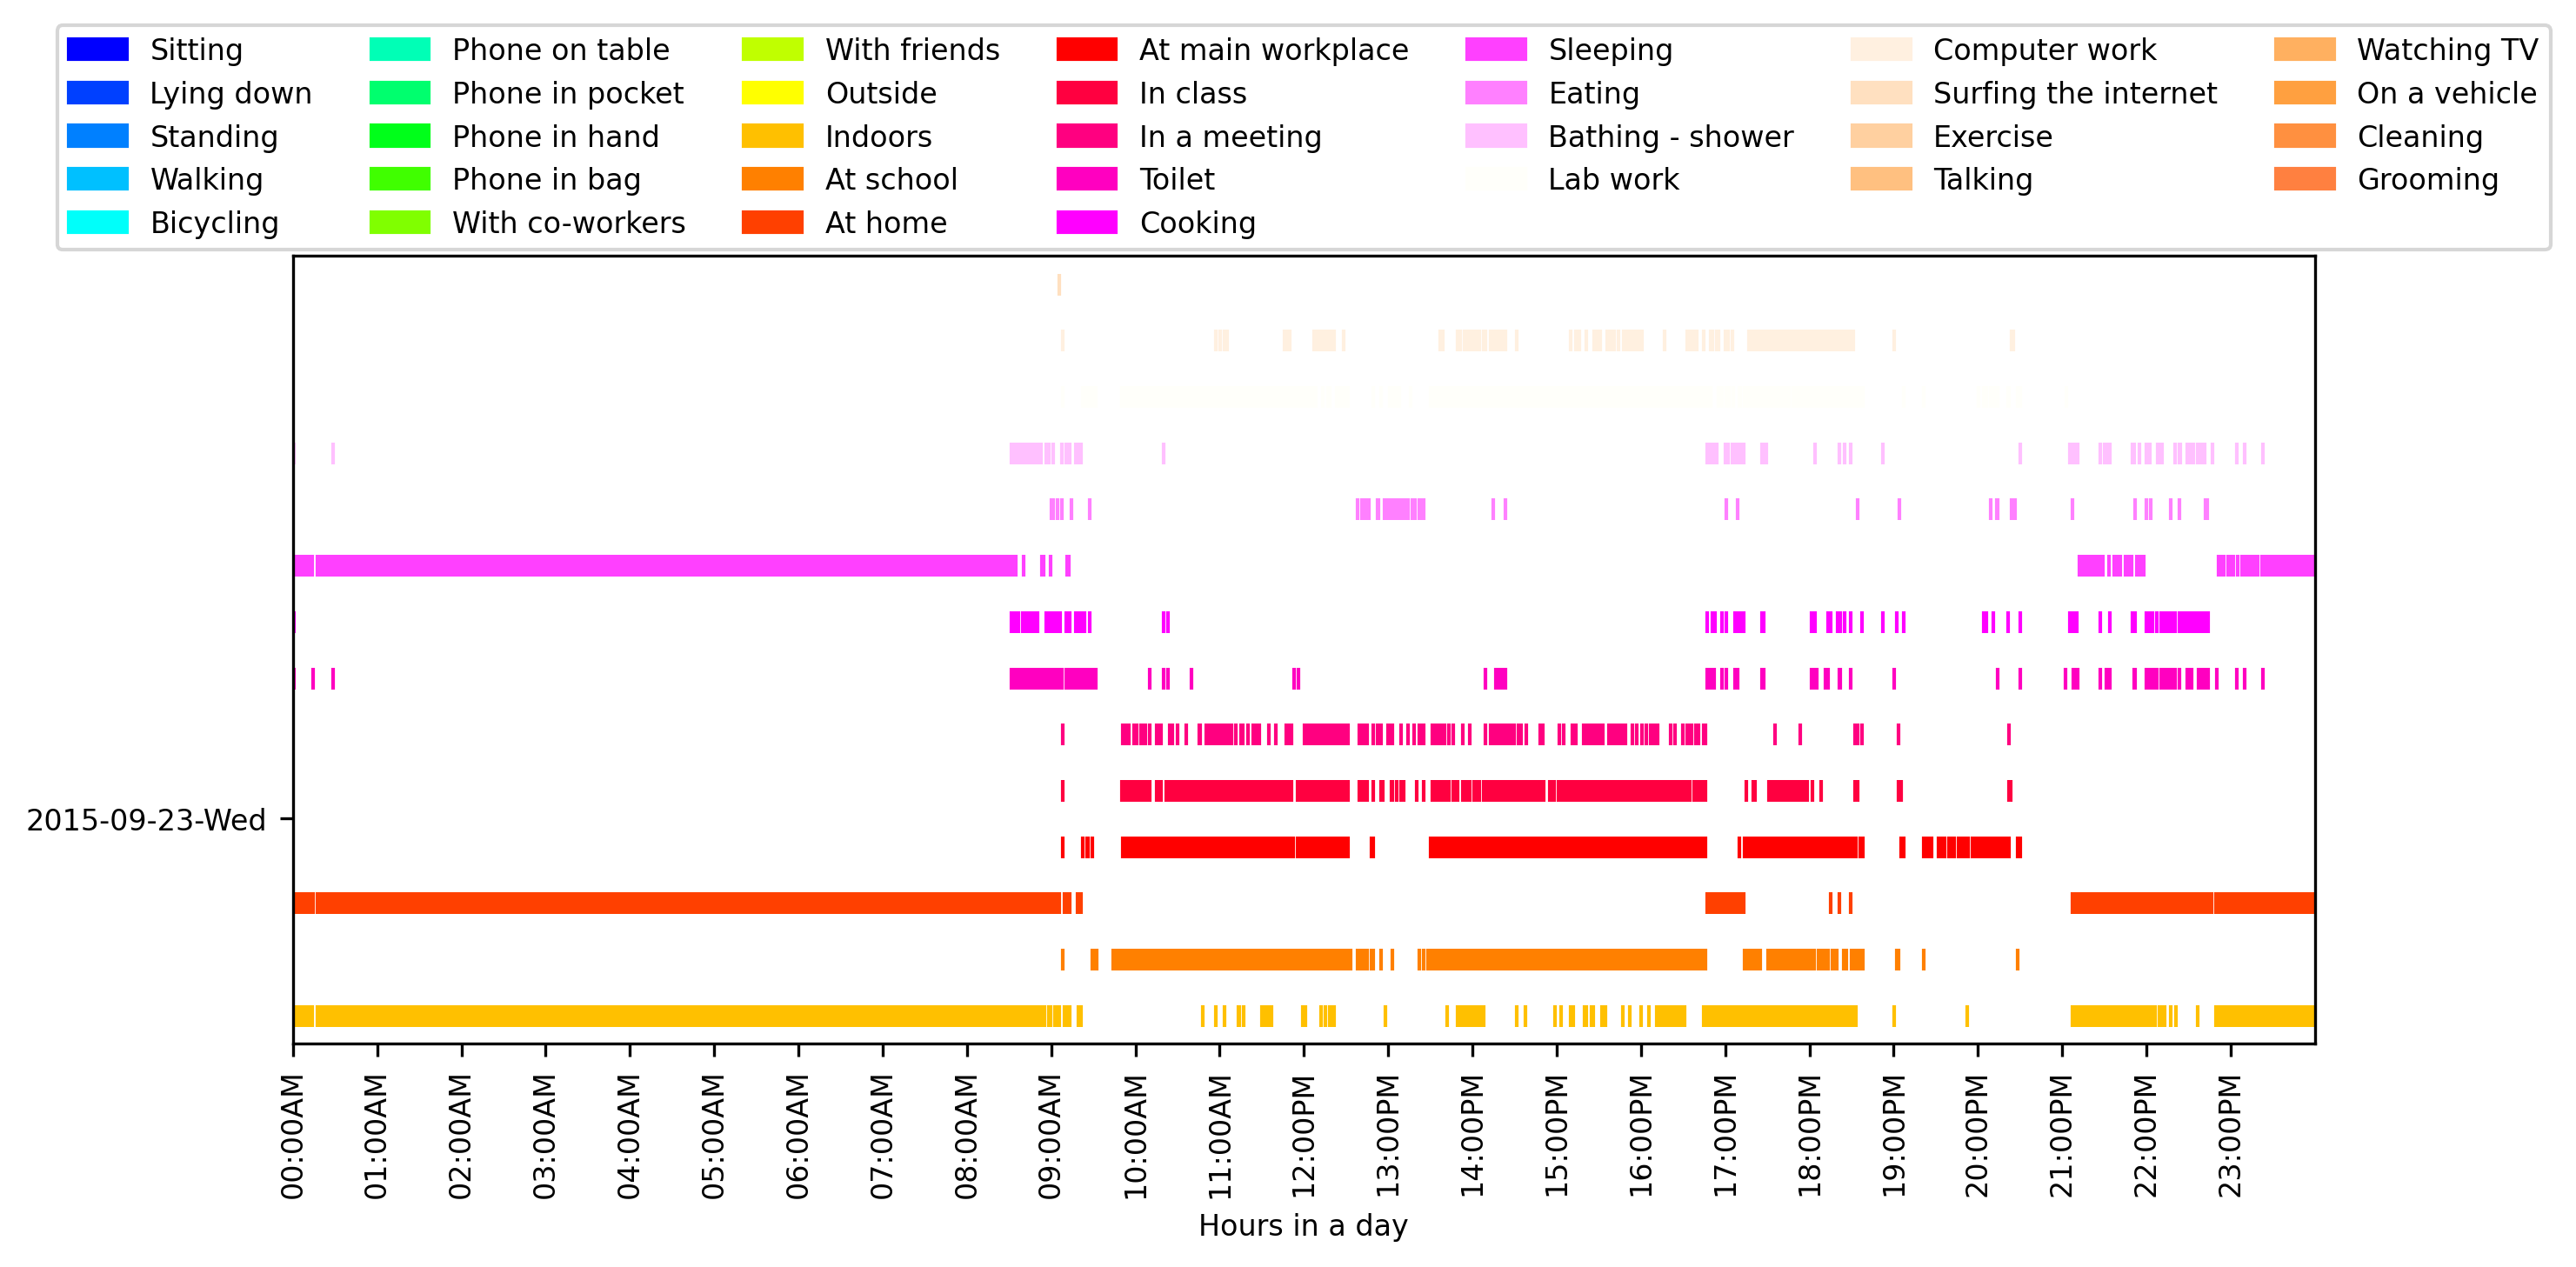 Sitting Phone on table With friends At main workplace Sleeping Computer work Watching TV
Lying down Phone in pocket Outside In class Eating Surfing the internet On a vehicle
Standing Phone in hand Indoors In a meeting Bathing - shower Exercise Cleaning
Walking Phone in bag At school Toilet Lab work Talking Grooming
Bicycling With co-workers At home Cooking
2015-09-23-Wed
00:00AM
01:00AM
02:00AM
03:00AM
04:00AM
05:00AM
06:00AM
07:00AM
08:00AM
09:00AM
10:00AM
11:00AM
12:00PM
13:00PM
14:00PM
15:00PM
16:00PM
17:00PM
18:00PM
19:00PM
20:00PM
21:00PM
22:00PM
23:00PM
Hours in a day